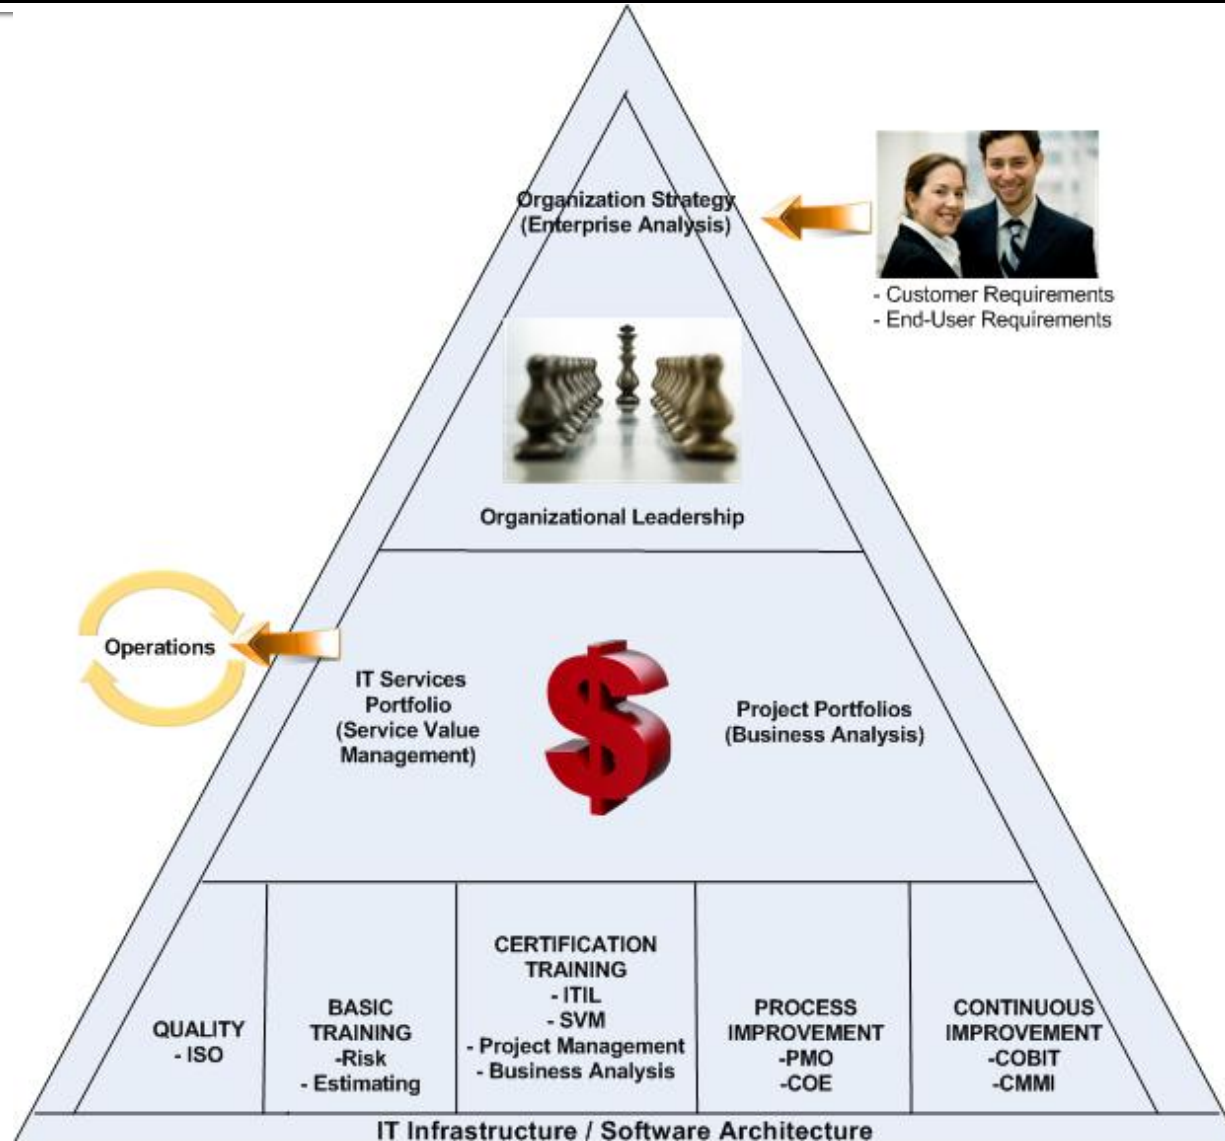 Organization Strategy
(Enterprise Analysis)
- Customer Requirements
- End-User Requirements
Organizational Leadership
Operations
IT Services
Portfolio
(Service Value
Management)
Project Portfolios
(Business Analysis)
QUALITY
- ISO
BASIC
TRAINING
-Risk
- Estimating
CERTIFICATION
TRAINING
- ITIL
- SVM
- Project Management
- Business Analysis
PROCESS
IMPROVEMENT
-PMO
-COE
CONTINUOUS
IMPROVEMENT
-COBIT
-CMMI
IT Infrastructure / Software Architecture